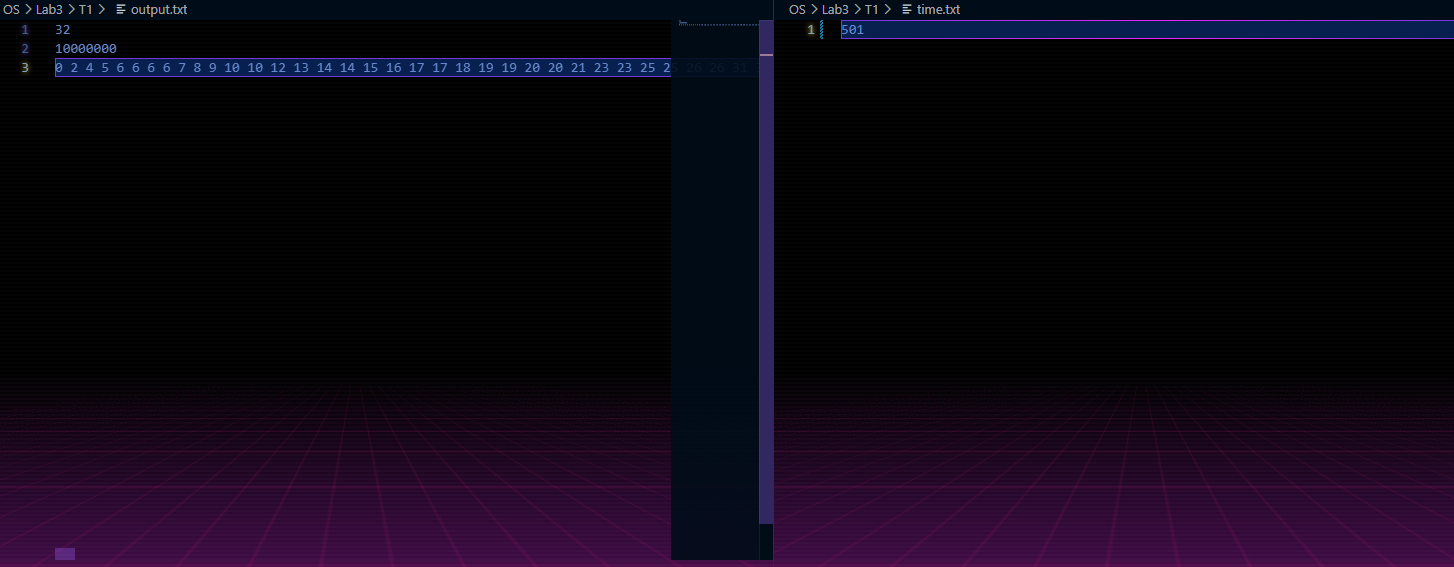 OS > Lab3 > T1 > output.txt
1 32
2 10000000
3 0 2 4 5 6 6 6 6 7 8 9 10 10 12 13 14 14 15 16 17 17 18 19 19 20 20 21 23 23 25 25 26 26 31
OS > Lab3 > T1 > time.txt
1 501